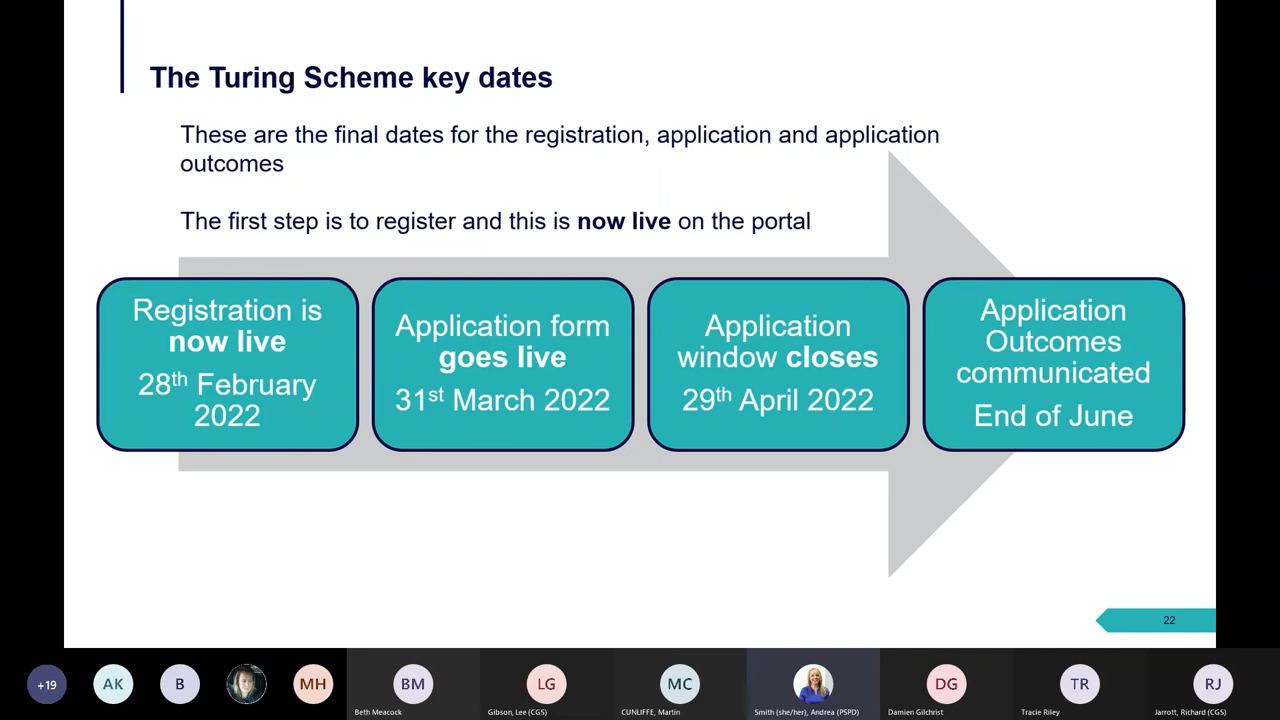 The Turing Scheme key dates
These are the final dates for the registration, application and application
outcomes
The first step is to register and this is now live on the portal
Registration is
now live
28th February
2022
Application form
goes live
31st March 2022
Application
window closes
29th April 2022
Application
Outcomes
communicated
End of June
22
+19
AK
B
MH
BM
Beth Meacock
LG
Gibson, Lee (CGS)
MC
CUNLIFFE, Martin
Smith (she/her), Andrea (PSPD)
DG
Damien Gilchrist
TR
Tracie Riley
RJ
Jarrott, Richard (CGS)